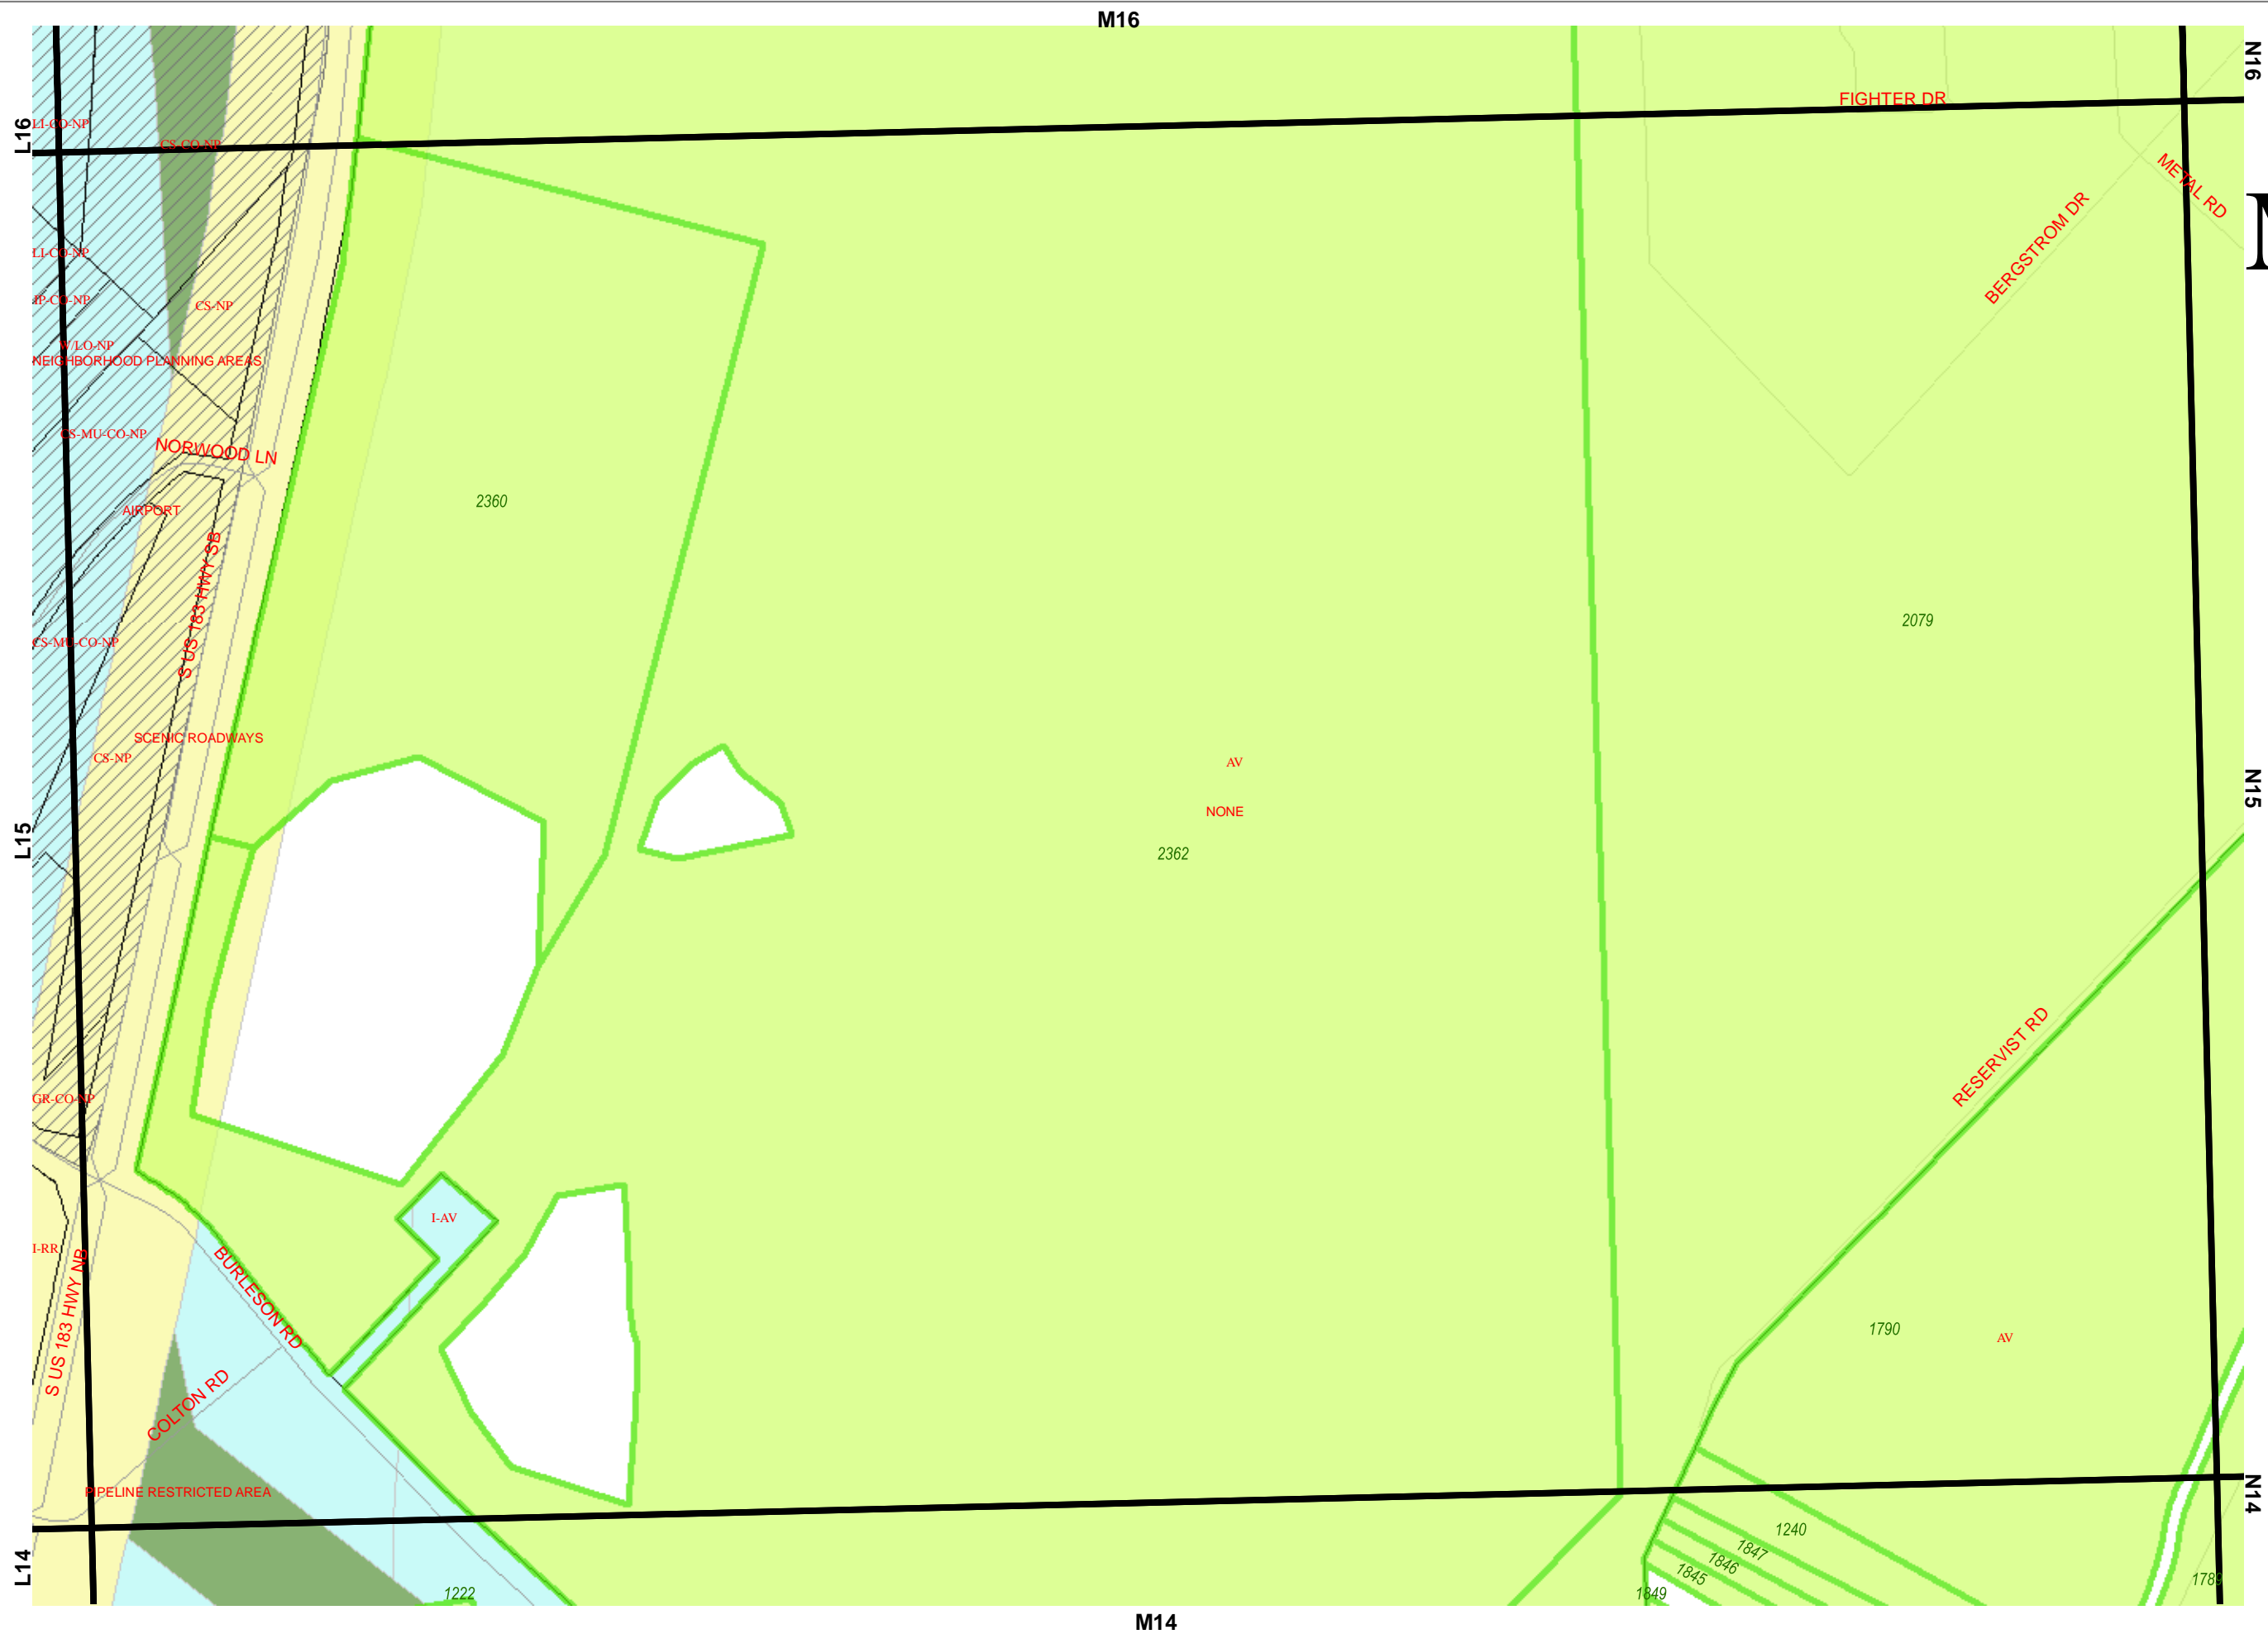 M16
N16
L16
LI-CO-NP
CS-CO-NP
FIGHTER DR
METAL RD
BERGSTROM DR
LI-CO-NP
IP-CO-NP
CS-NP
W/LO-NP
NEIGHBORHOOD PLANNING AREAS
CS-MU-CO-NP
NORWOOD LN
AIRPORT
2360
S US 183 HWY SB
2079
CS-MU-CO-NP
SCENIC ROADWAYS
CS-NP
AV
NONE
2362
L15
N15
RESERVIST RD
GR-CO-NP
I-AV
I-RR
S US 183 HWY NB
BURLESON RD
COLTON RD
1790
AV
PIPELINE RESTRICTED AREA
N14
1240
1847
1846
1845
1849
1789
L14
1222
M14